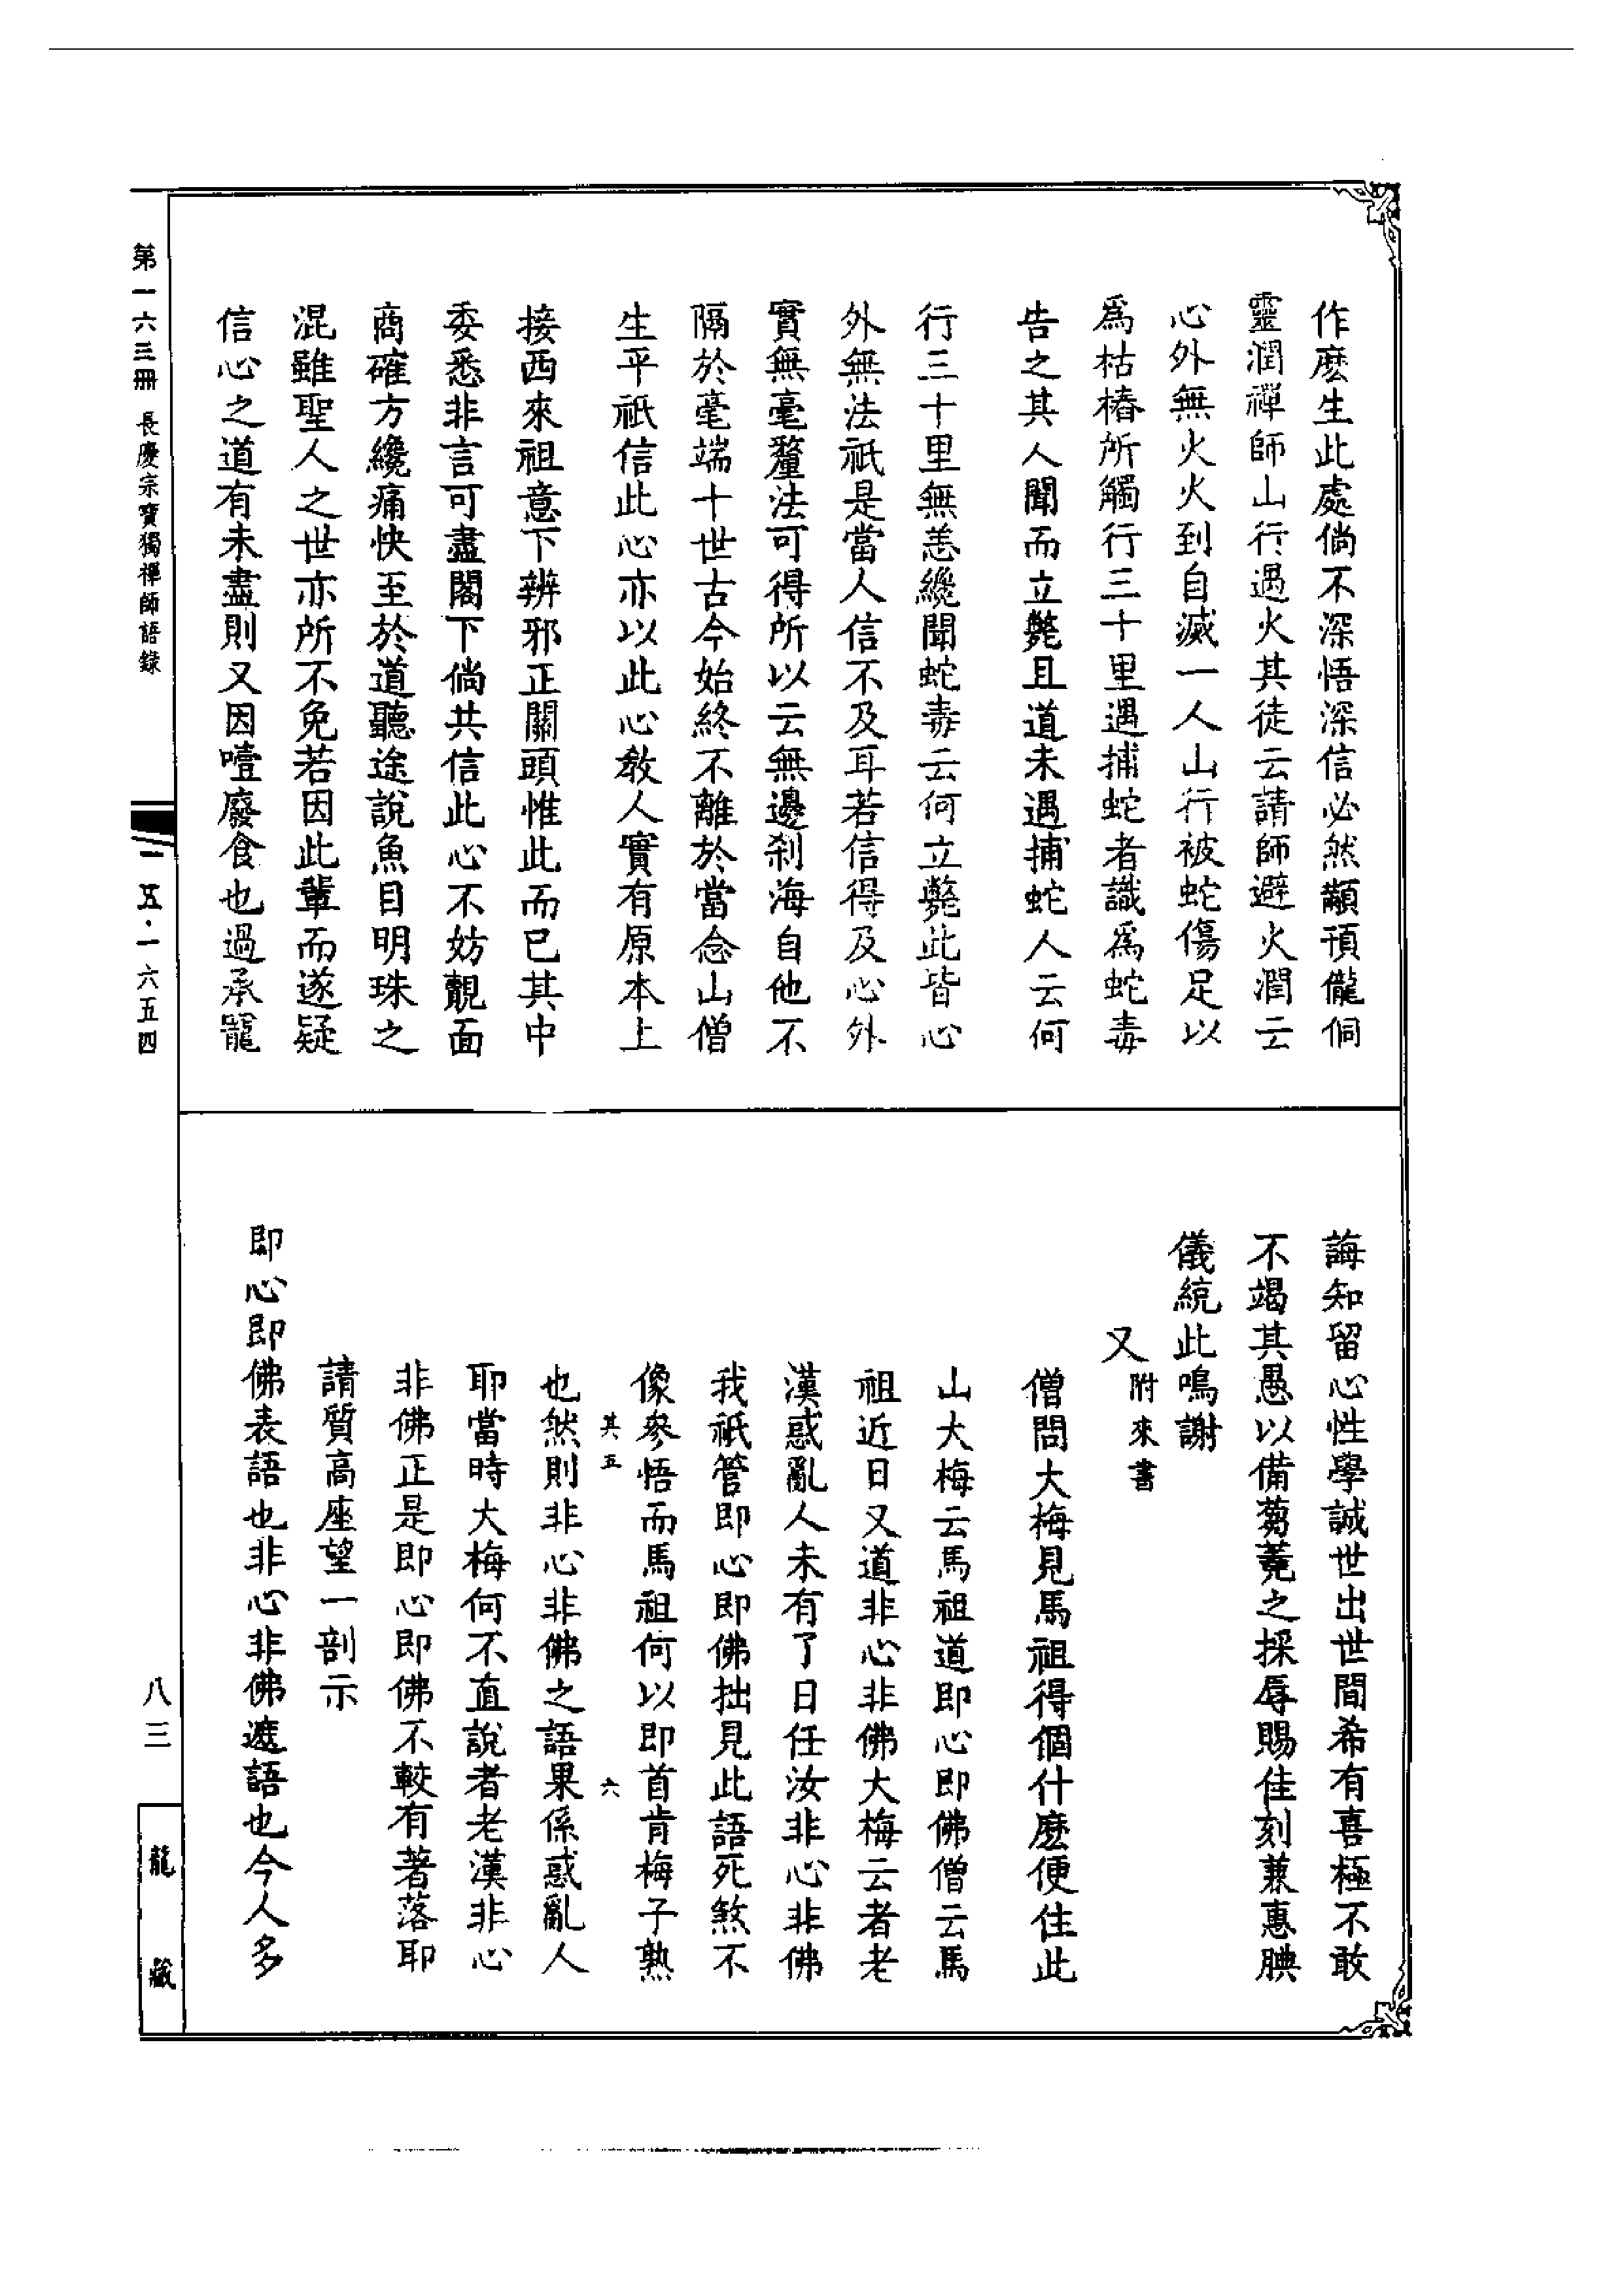 作麽生此處倘不深悟深信必然顢頇儱侗
靈潤禪師山行遇火其徒云請師避火潤云
心外無火火到自滅一人山行被蛇傷足以
爲枯樁所觸行三十里遇捕蛇者識爲蛇毒
告之其人聞而立斃且道未遇捕蛇人云何
行三十里無恙纔聞蛇毒云何立斃此皆心
外無法祇是當人信不及耳若信得及心外
實無毫釐法可得所以云無邊刹海自他不
隔於毫端十世古今始終不離於當念山僧
生平祇信此心亦以此心教人實有原本上
接西來祖意下辨邪正關頭惟此而已其中
委悉非言可盡閣下倘共信此心不妨覿面
商確方纔痛快至於道聽途說魚目明珠之
混雖聖人之世亦所不免若因此輩而遂疑
信心之道有未盡則又因噎廢食也過承寵
誨知留心性學誠世出世間希有喜極不敢
不竭其愚以備蒭蕘之採辱賜佳刻兼惠腆
儀統此鳴謝
又 附來書
僧問大梅見馬祖得個什麽便住此
山大梅云馬祖道即心即佛僧云馬
祖近日又道非心非佛大梅云者老
漢惑亂人未有了日任汝非心非佛
我祇管即心即佛拙見此語死煞不
像參悟而馬祖何以即首肯梅子熟
其五 六
也然則非心非佛之語果係惑亂人
耶當時大梅何不直說者老漢非心
非佛正是即心即佛不較有著落耶
請質高座望一剖示
即心即佛表語也非心非佛遮語也今人多
第一六三冊 長慶宗寶獨禪師語錄
一五·一六五四
八三
龍藏